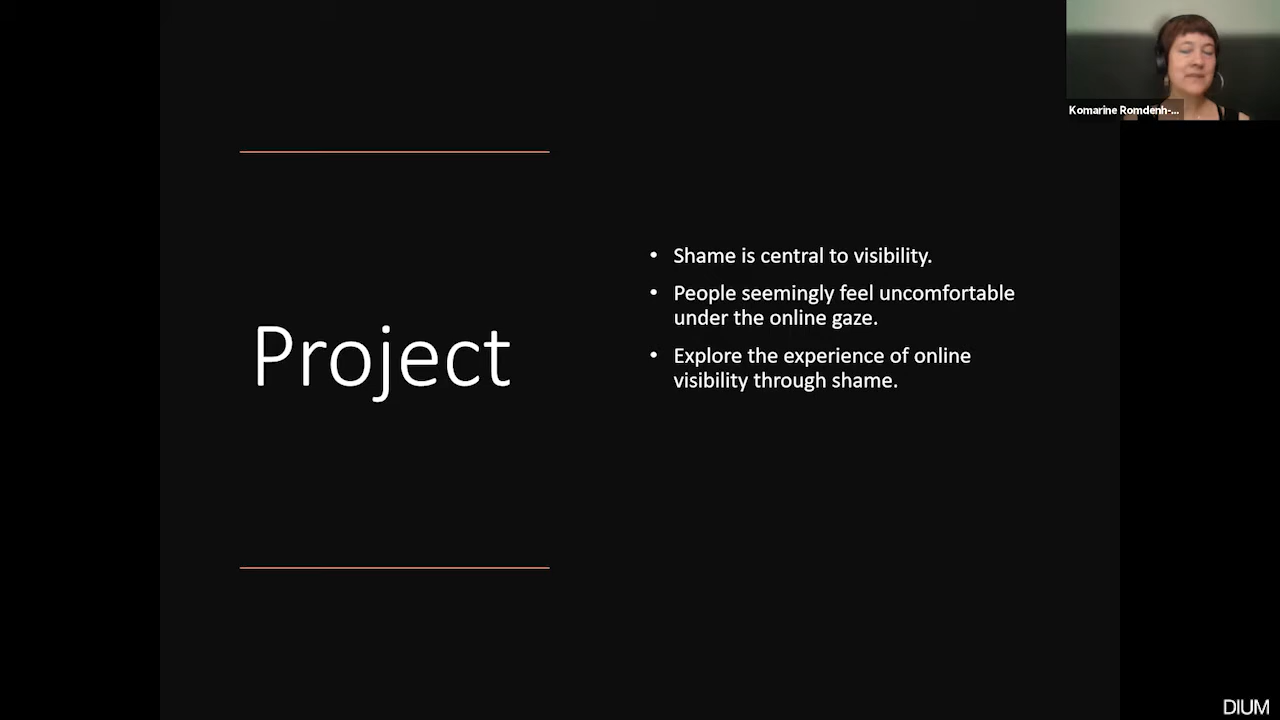 Komarine Romdenh-...
Project
• Shame is central to visibility.
• People seemingly feel uncomfortable
under the online gaze.
• Explore the experience of online
visibility through shame.
DIUM